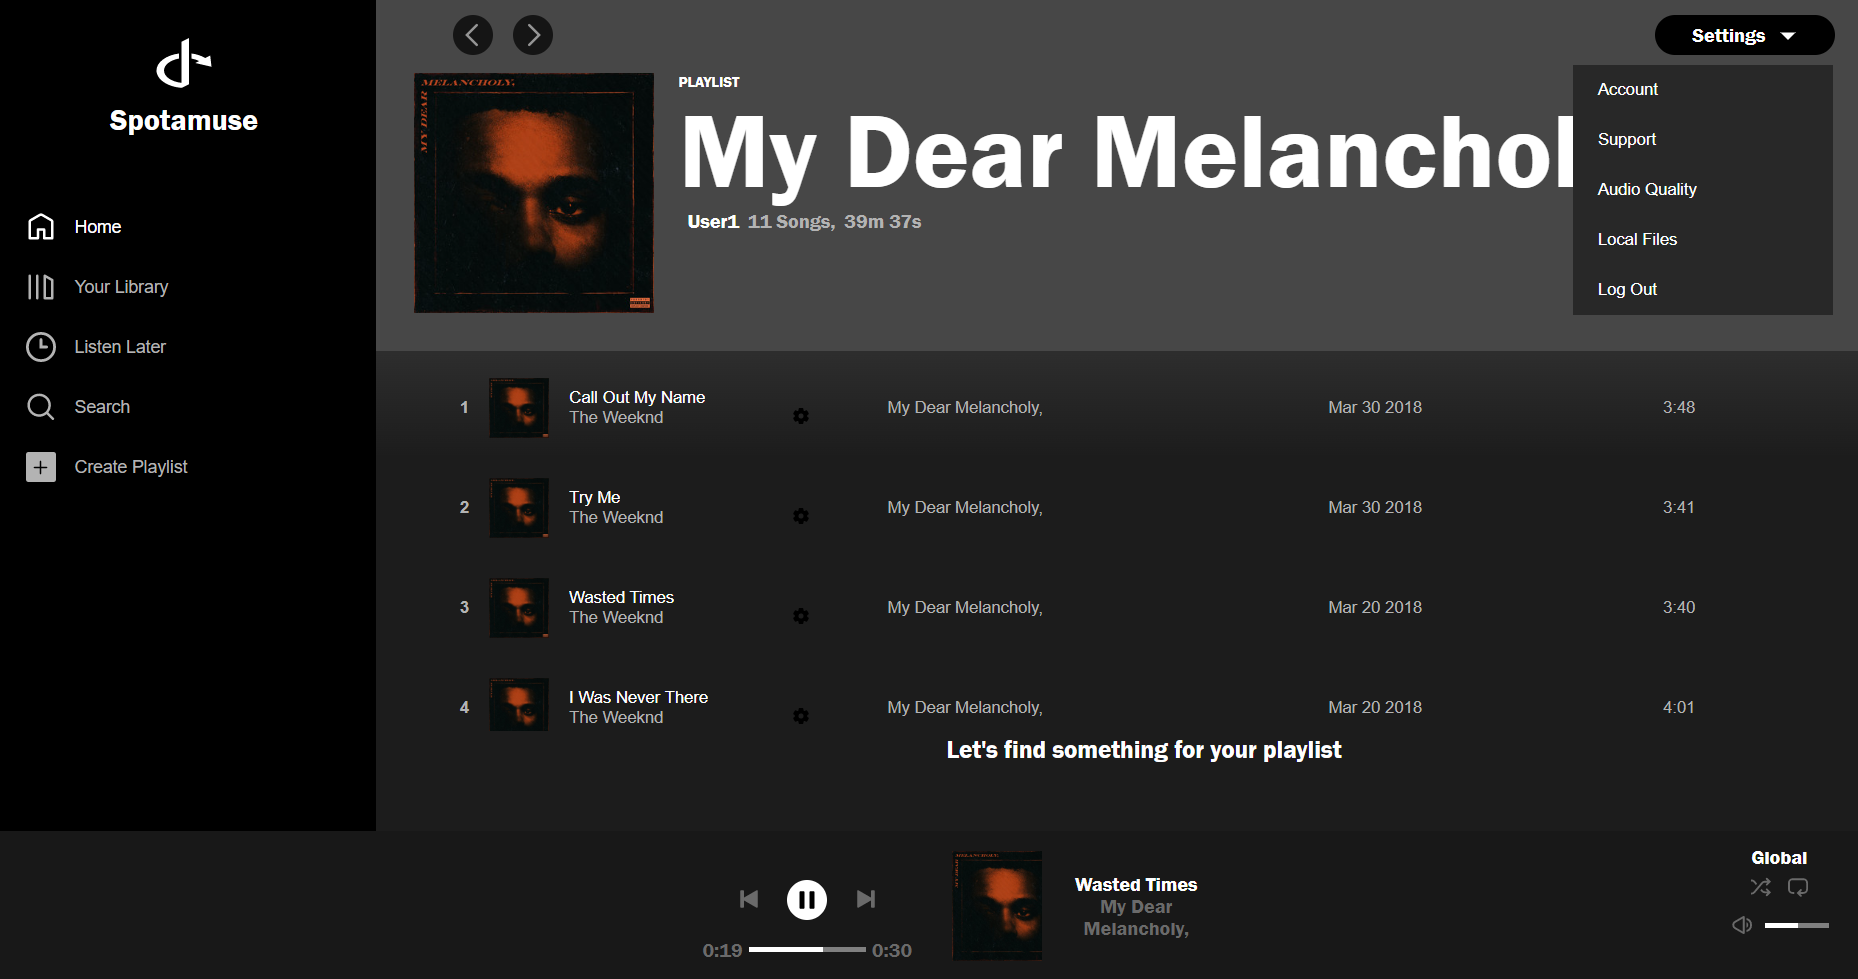 Spotamuse
Home
Your Library
Listen Later
Search
Create Playlist
Settings
Account
Support
Audio Quality
Local Files
Log Out
MELANCHOLY,
MY DEAR
PLAYLIST
My Dear Melanchol
User1 11 Songs, 39m 37s
1 Call Out My Name My Dear Melancholy, Mar 30 2018 3:48
The Weeknd
2 Try Me My Dear Melancholy, Mar 30 2018 3:41
The Weeknd
3 Wasted Times My Dear Melancholy, Mar 20 2018 3:40
The Weeknd
4 I Was Never There My Dear Melancholy, Mar 20 2018 4:01
The Weeknd
Let's find something for your playlist
0:19 0:30
Wasted Times
My Dear
Melancholy,
Global